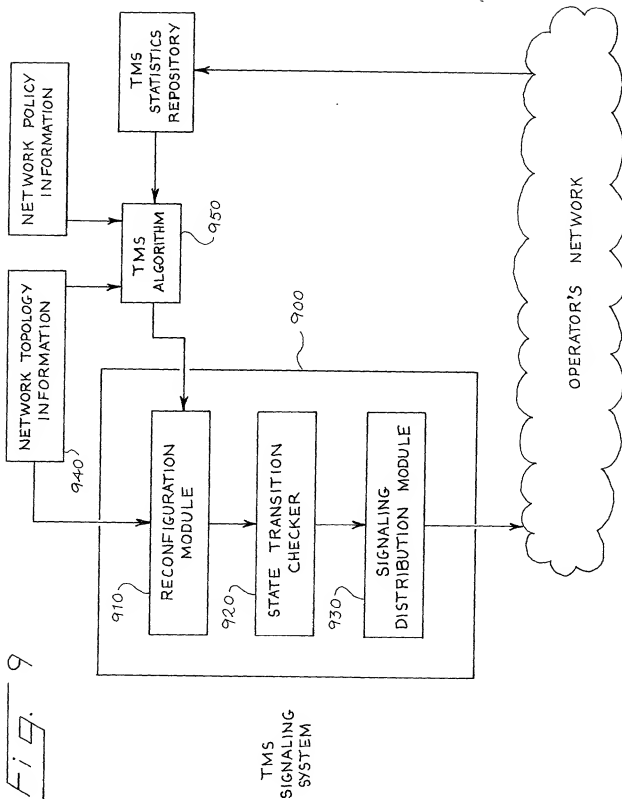 Fig. 9
NETWORK TOPOLOGY
INFORMATION
940
NETWORK POLICY
INFORMATION
TMS
ALGORITHM
950
TMS
STATISTICS
REPOSITORY
900
TMS
SIGNALING
SYSTEM
910
RECONFIGURATION
MODULE
920
STATE TRANSITION
CHECKER
930
SIGNALING
DISTRIBUTION MODULE
OPERATOR'S NETWORK